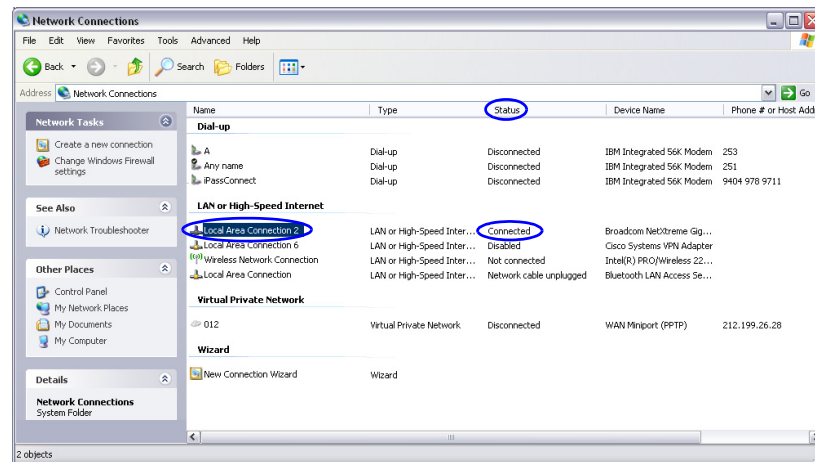 Network Connections
File Edit View Favorites Tools Advanced Help
Back Search Folders
Address Network Connections Go
Network Tasks
Create a new connection
Change Windows Firewall
settings
See Also
Network Troubleshooter
Other Places
Control Panel
My Network Places
My Documents
My Computer
Details
Network Connections
System Folder
Name Type Status Device Name Phone # or Host Add
Dial-up
A Dial-up Disconnected IBM Integrated 56K Modem 253
Any name Dial-up Disconnected IBM Integrated 56K Modem 251
iPassConnect Dial-up Disconnected IBM Integrated 56K Modem 9404 978 9711
LAN or High-Speed Internet
Local Area Connection 2 LAN or High-Speed Inter... Connected Broadcom NetXtreme Gig...
Local Area Connection 6 LAN or High-Speed Inter... Disabled Cisco Systems VPN Adapter
Wireless Network Connection LAN or High-Speed Inter... Not connected Intel(R) PRO/Wireless 22...
Local Area Connection LAN or High-Speed Inter... Network cable unplugged Bluetooth LAN Access Se...
Virtual Private Network
012 Virtual Private Network Disconnected WAN Miniport (PPTP) 212.199.26.28
Wizard
New Connection Wizard Wizard
2 objects